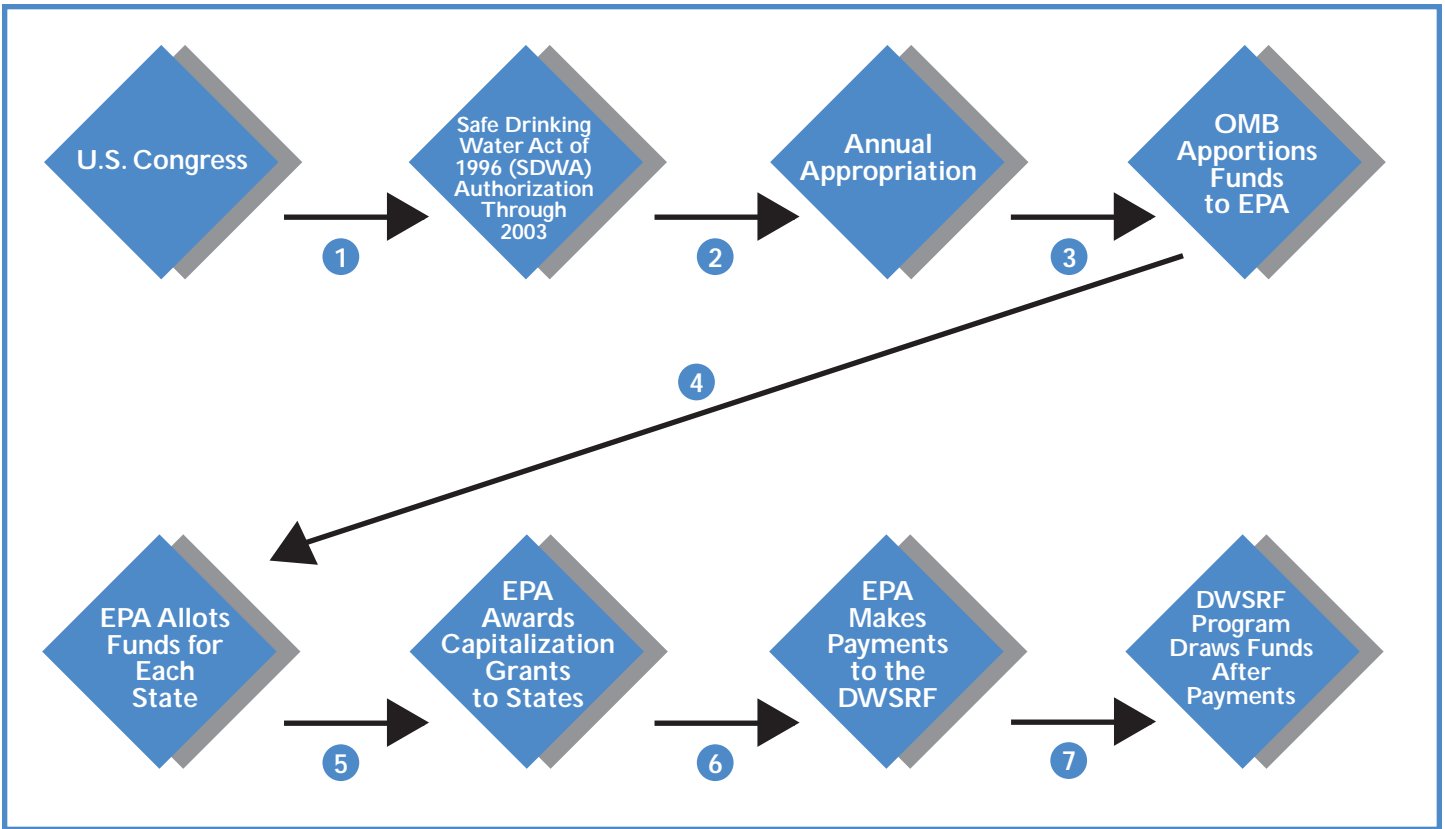 U.S. Congress
1
Safe Drinking
Water Act of
1996 (SDWA)
Authorization
Through
2003
2
Annual
Appropriation
3
OMB
Apportions
Funds
to EPA
4
EPA Allots
Funds for
Each
State
5
EPA
Awards
Capitalization
Grants
to States
6
EPA
Makes
Payments
to the
DWSRF
7
DWSRF
Program
Draws Funds
After
Payments